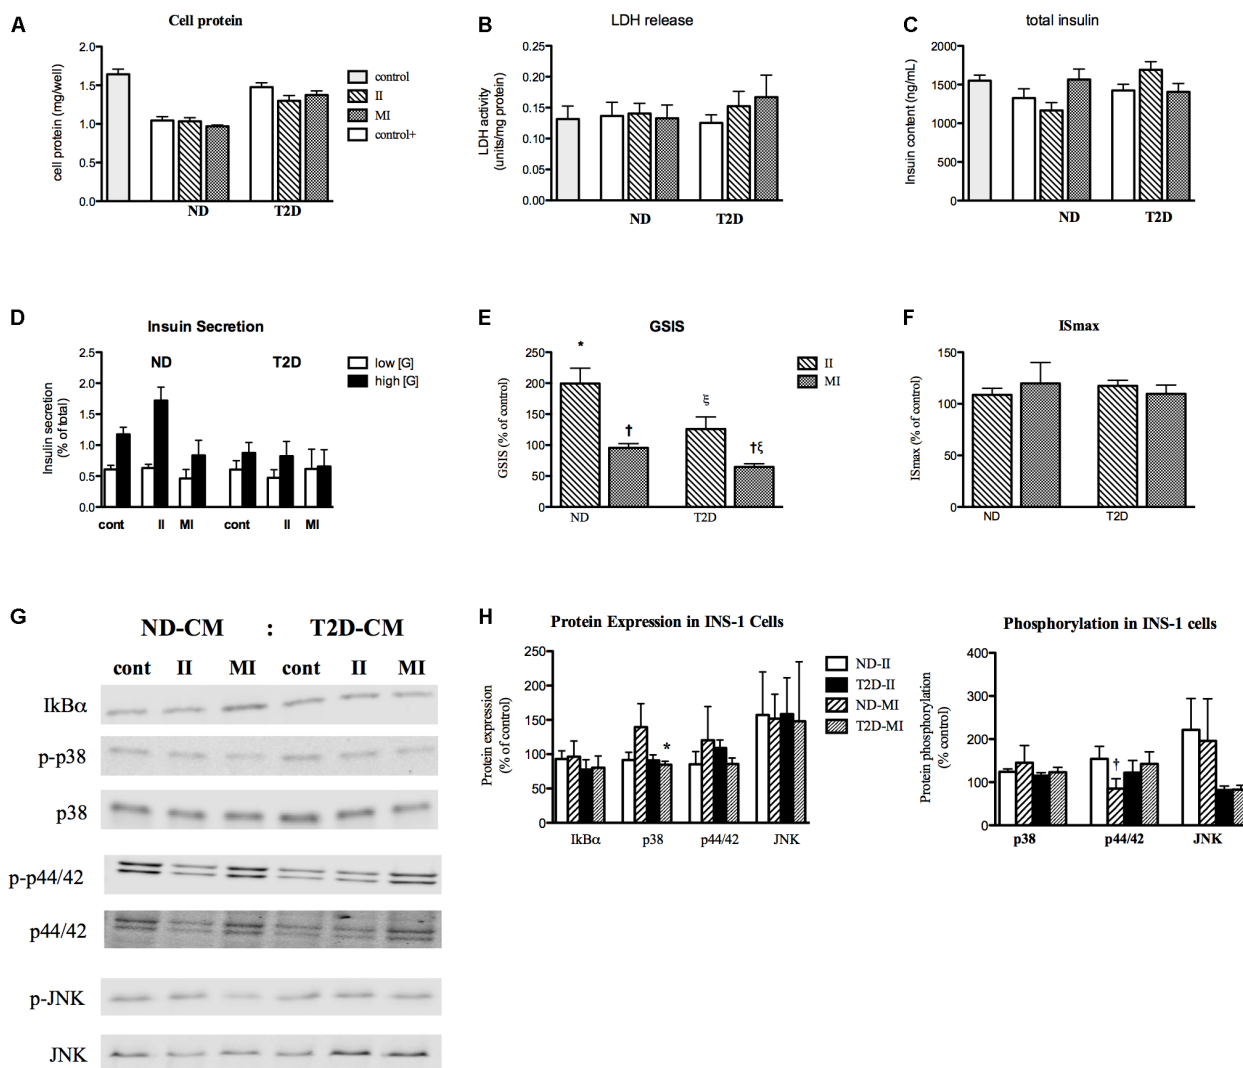 A
Cell protein
cell protein (mg/well)
2.0
1.5
1.0
0.5
0.0
ND
T2D
control
II
MI
control+
B
LDH release
LDH activity
(units/mg protein)
0.25
0.20
0.15
0.10
0.05
0.00
ND
T2D
C
total insulin
Insuin content (ng/mL)
2000
1500
1000
500
0
ND
T2D
D
Insuin Secretion
Insulin secretion
(% of total)
2.5
2.0
1.5
1.0
0.5
0.0
ND
T2D
cont
II
MI
cont
II
MI
low [G]
high [G]
E
GSIS
GSIS (% of control)
250
200
150
100
50
0
*
†
ξ
†ξ
ND
T2D
II
MI
F
ISmax
ISmax (% of control)
150
100
50
0
ND
T2D
G
ND-CM : T2D-CM
cont II MI cont II MI
IkBα
p-p38
p38
p-p44/42
p44/42
p-JNK
JNK
H
Protein Expression in INS-1 Cells
Protein expression
(% of control)
250
200
150
100
50
0
*
IkBα
p38
p44/42
JNK
ND-II
T2D-II
ND-MI
T2D-MI
Phosphorylation in INS-1 cells
Protein phosphorylation
(% control)
400
300
200
100
0
†
p38
p44/42
JNK